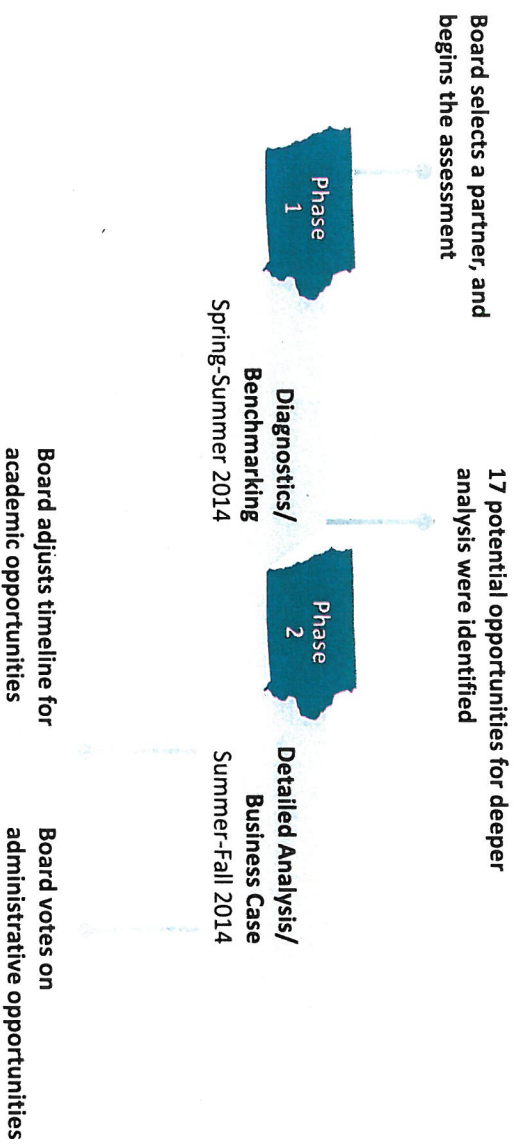 Board selects a partner, and
begins the assessment
17 potential opportunities for deeper
analysis were identified
Phase
1
Diagnostics/
Benchmarking
Spring-Summer 2014
Phase
2
Detailed Analysis/
Business Case
Summer-Fall 2014
Board adjusts timeline for
academic opportunities
Board votes on
administrative opportunities